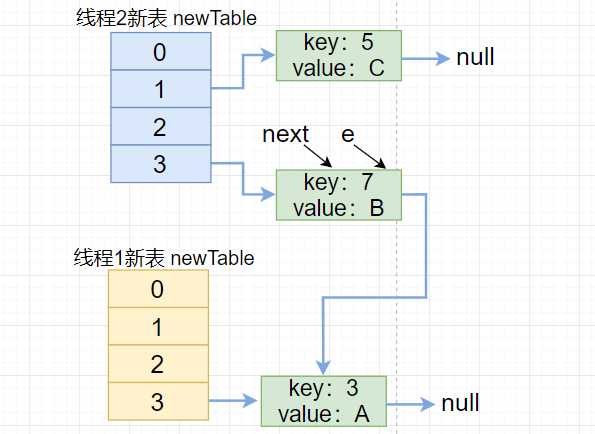 线程2新表 newTable
0
1
2
3
key：5
value：C
null
next
e
key：7
value：B
线程1新表 newTable
0
1
2
3
key：3
value：A
null